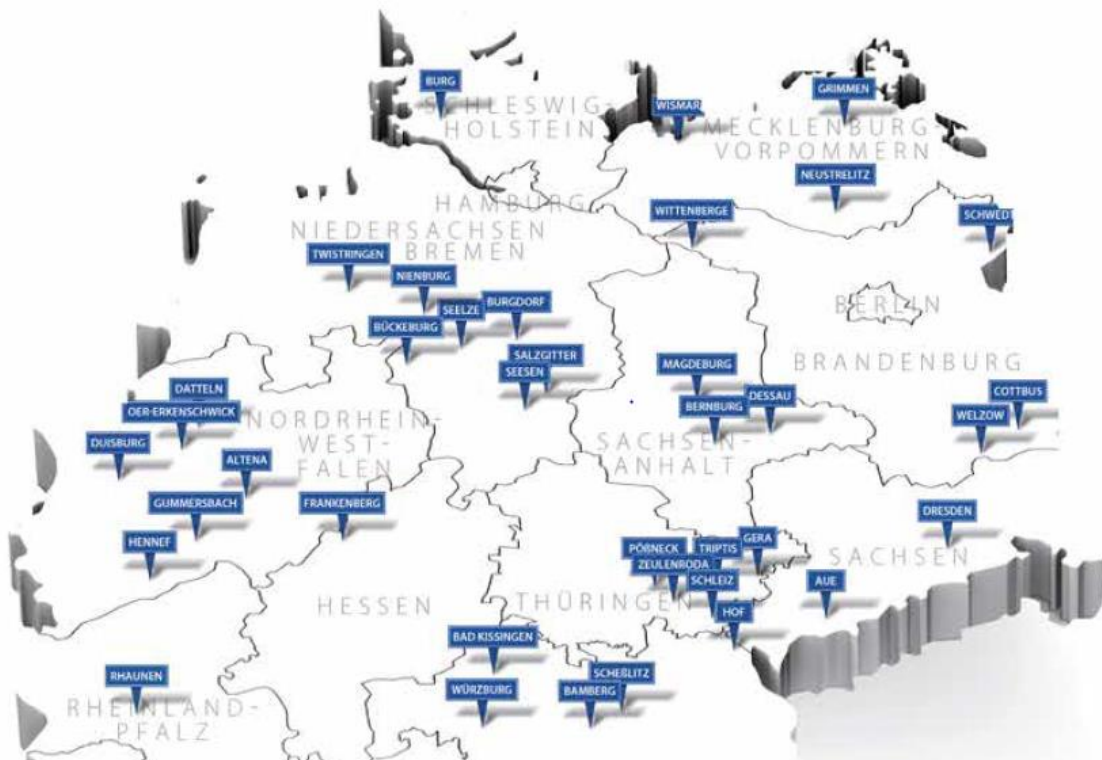 BURG
SCHLESWIG-
HOLSTEIN
WISMAR
GRIMMEN
MECKLENBURG-
VORPOMMERN
NEUSTRELITZ
HAMBURG
WITTENBERGE
SCHWEDT
NIEDERSACHSEN
BREMEN
TWISTRINGEN
NIENBURG
SEELZE
BURGDORF
BÜCKEBURG
BERLIN
SALZGITTER
SEESEN
MAGDEBURG
BRANDENBURG
DATTELN
OER-ERKENSCHWICK
BERNBURG
DESSAU
COTTBUS
WELZOW
NORDRHEIN-
WEST-
FALEN
DUISBURG
ALTENA
SACHSEN-
ANHALT
GUMMERSBACH
FRANKENBERG
DRESDEN
HENNEF
PÖßNECK
TRIPTIS
GERA
SACHSEN
ZEULENRODA
SCHLEIZ
AUE
HESSEN
THÜRINGEN
HOF
BAD KISSINGEN
RHAUNEN
WÜRZBURG
SCHEßLITZ
BAMBERG
RHEINLAND-
PFALZ